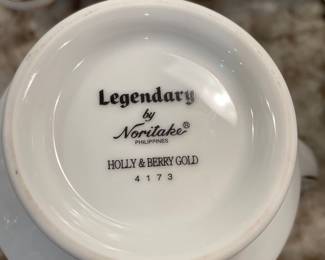 Legendary
by
Noritake®
PHILIPPINES
HOLLY & BERRY GOLD
4173